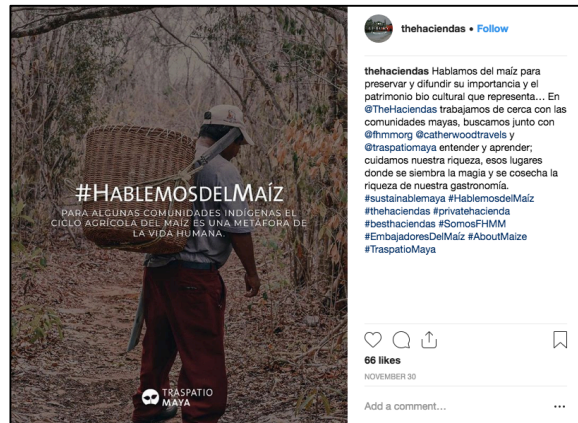 #HABLEMOSDELMAÍZ
PARA ALGUNAS COMUNIDADES INDÍGENAS EL
CICLO AGRÍCOLA DEL MAÍZ ES UNA METÁFORA DE
LA VIDA HUMANA.
TRASPATIO
MAYA
thehaciendas • Follow
thehaciendas Hablamos del maíz para
preservar y difundir su importancia y el
patrimonio bio cultural que representa… En
@TheHaciendas trabajamos de cerca con las
comunidades mayas, buscamos junto con
@fhmmorg @catherwoodtravels y
@traspatiomaya entender y aprender;
cuidamos nuestra riqueza, esos lugares
donde se siembra la magia y se cosecha la
riqueza de nuestra gastronomía.
#sustainablemaya #HablemosdelMaíz
#thehaciendas #privatehacienda
#besthaciendas #SomosFHMM
#EmbajadoresDelMaíz #AboutMaize
#TraspatioMaya
66 likes
NOVEMBER 30
Add a comment…